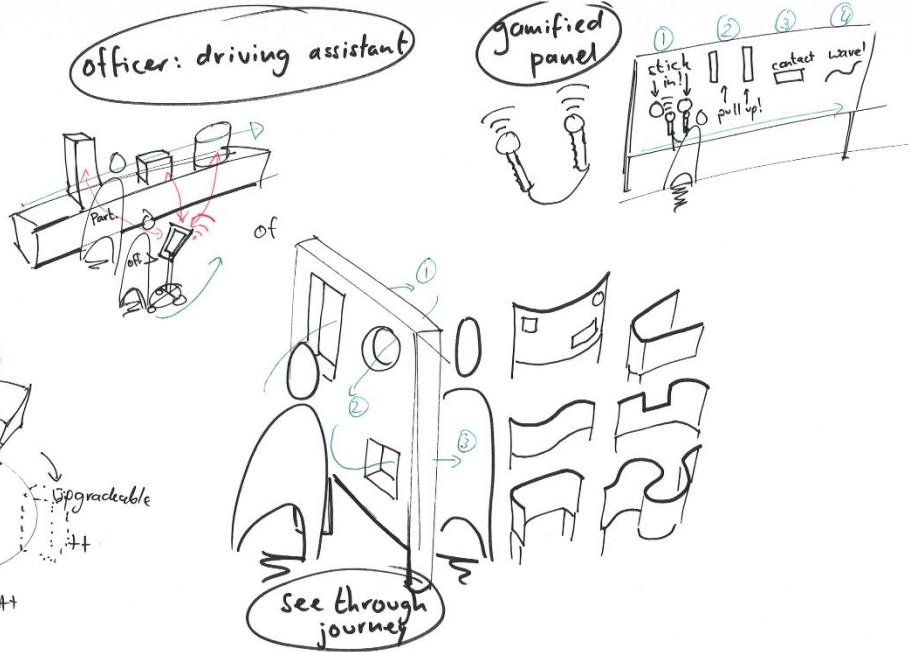 officer: driving assistant
gamified
panel
1
2
3
4
stick
in!
pull up!
contact
wave!
Part.
off
of
1
2
3
Upgradeable
++
++
see through
journey